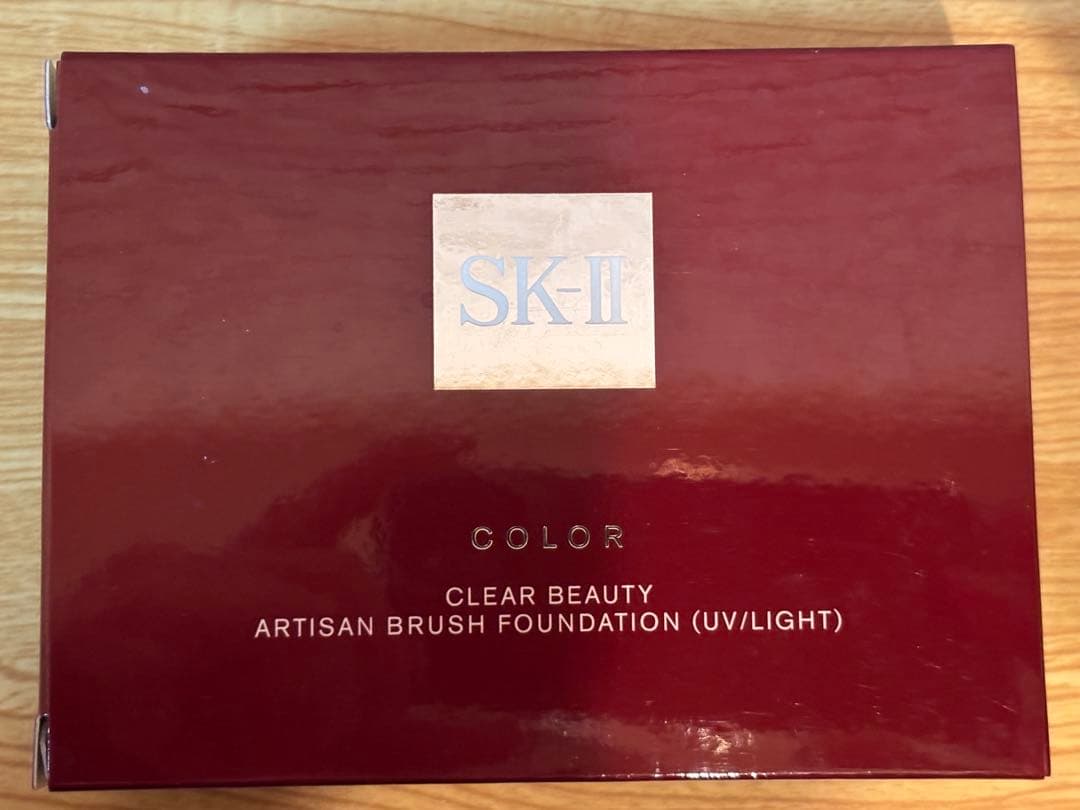 SK-II
COLOR
CLEAR BEAUTY
ARTISAN BRUSH FOUNDATION (UV/LIGHT)